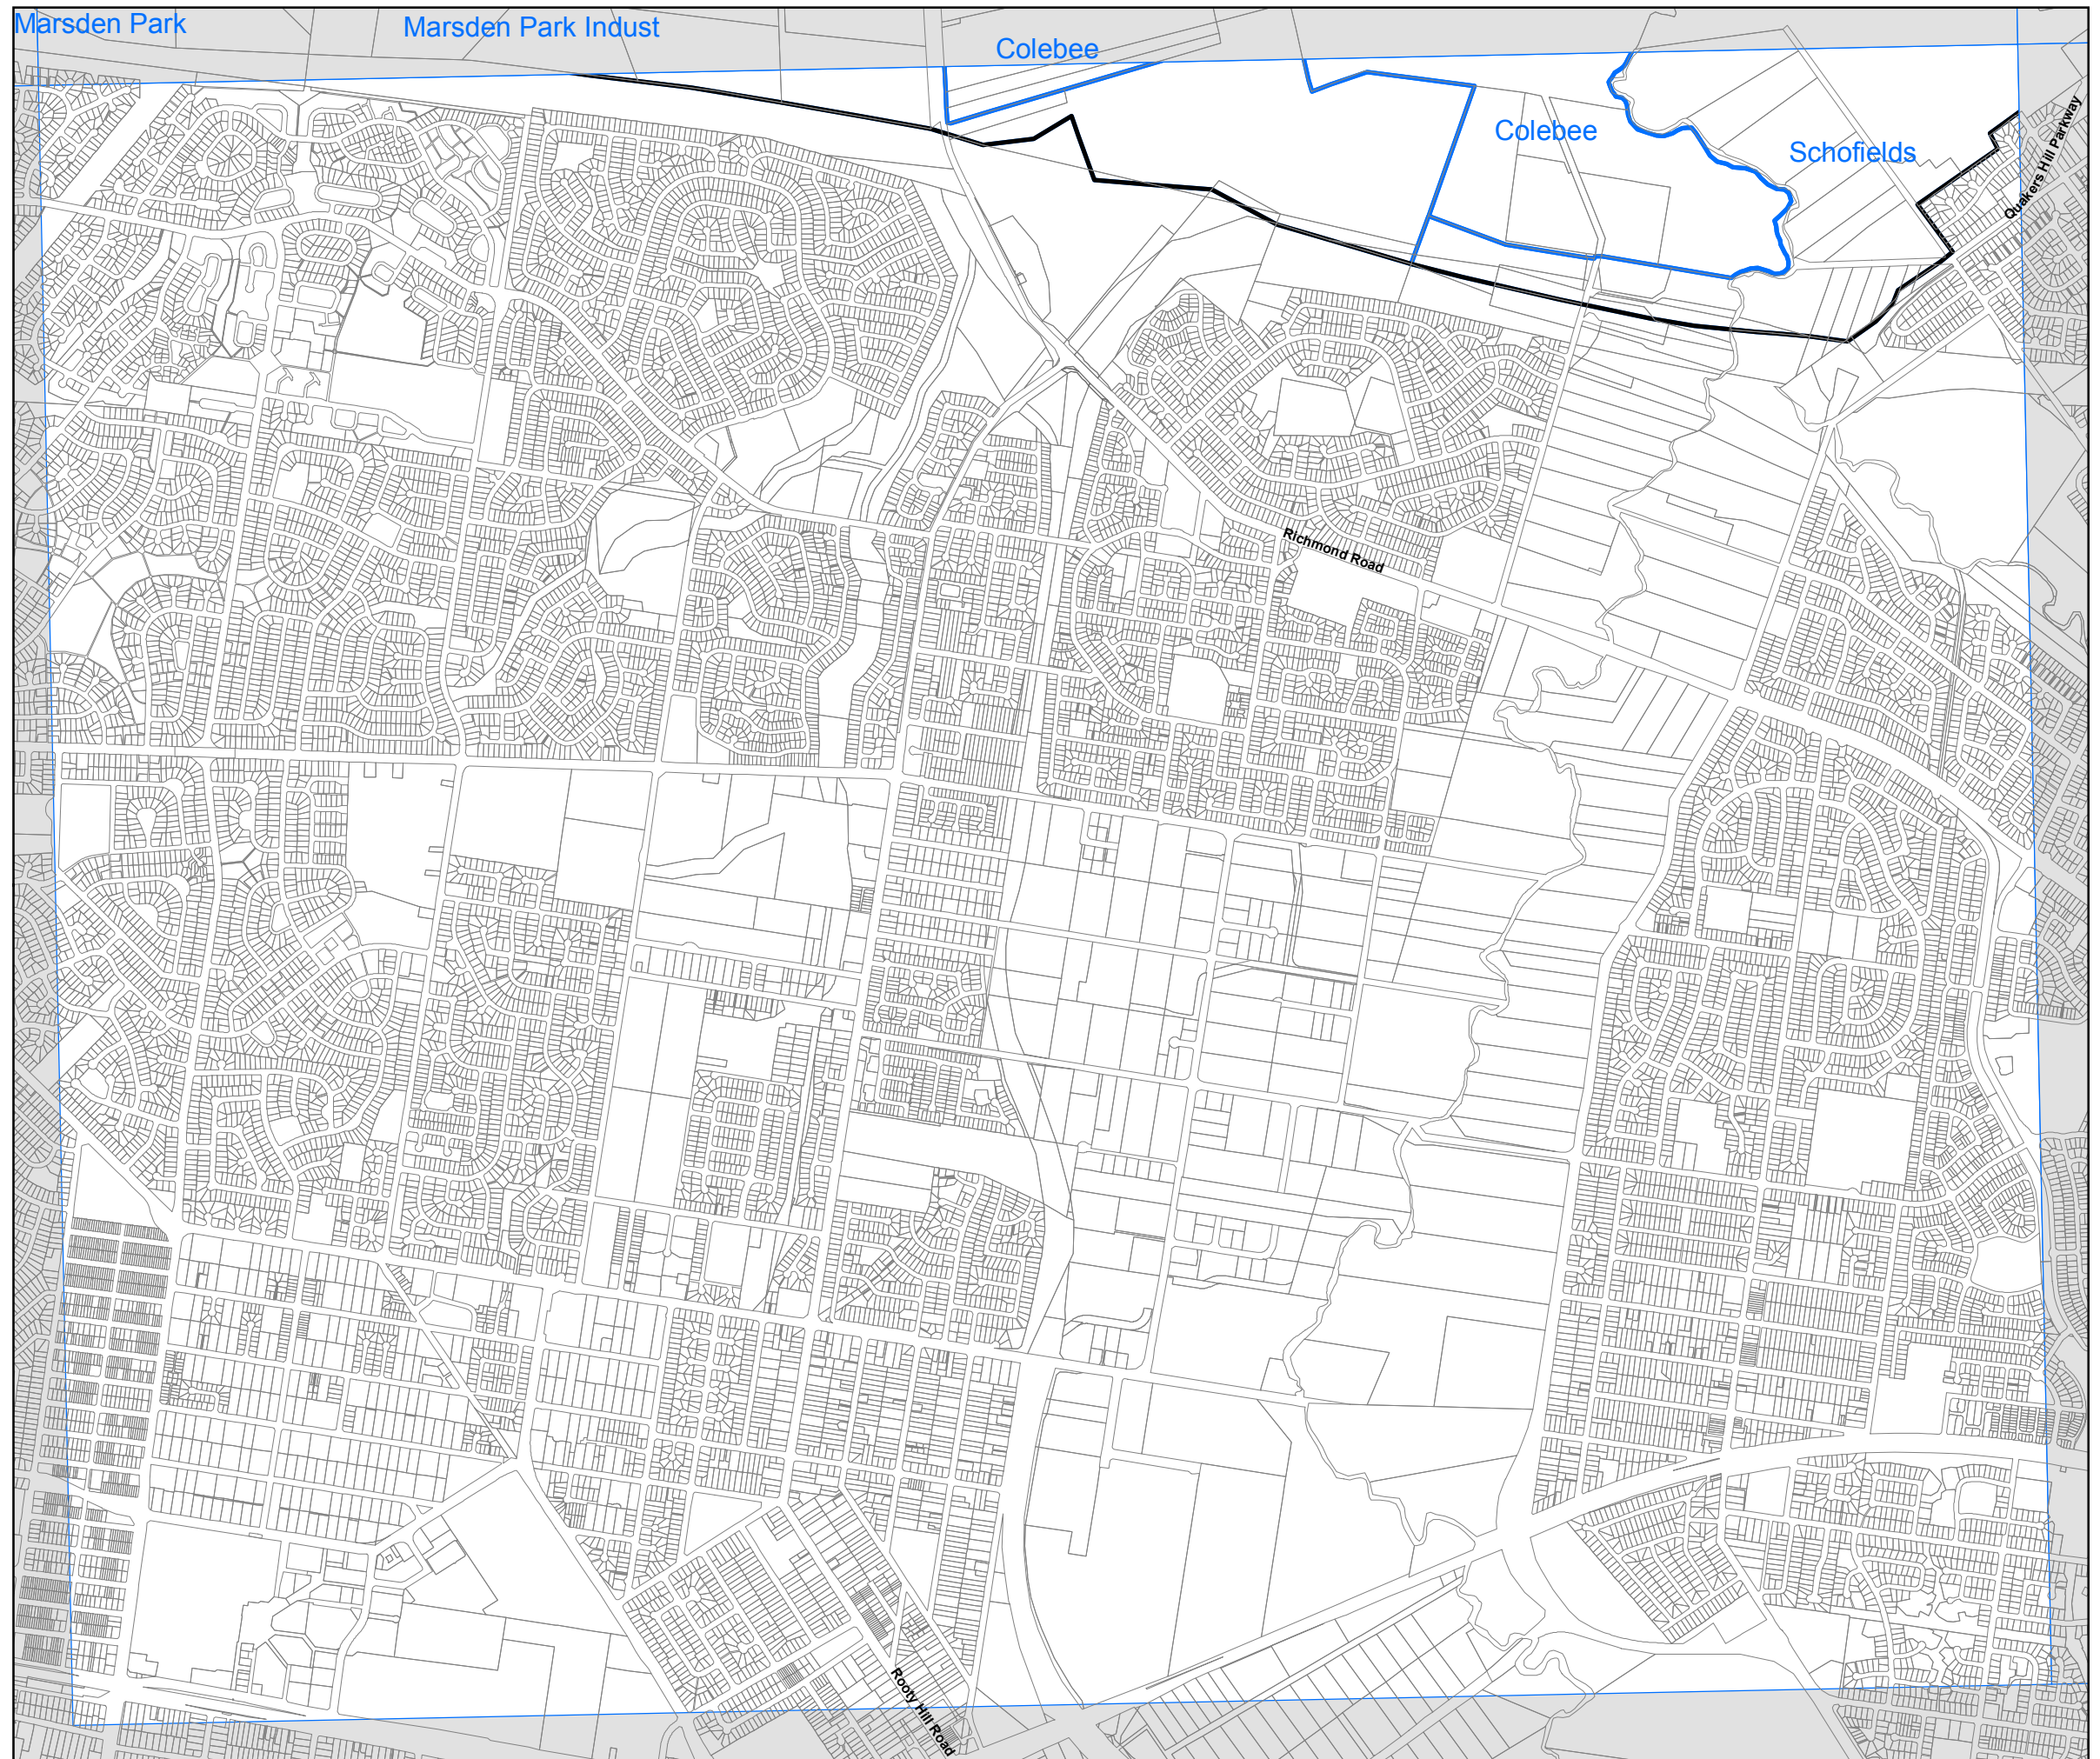 Marsden Park
Marsden Park Indust
Colebee
Colebee
Schofields
Quakers Hill Parkway
Richmond Road
Rooty Hill Road